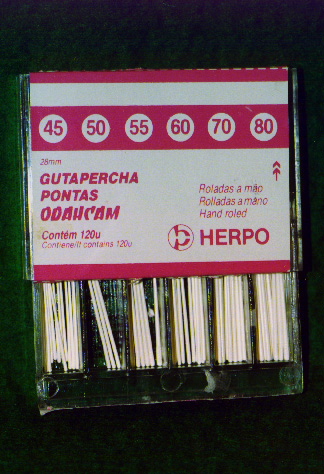 45 50 55 60 70 80
28mm
GUTAPERCHA
PONTAS
ODAHCAM
Contém 120u
Contiene/It contains 120u
Roladas a mão
Rolladas a mano
Hand roled
HERPO